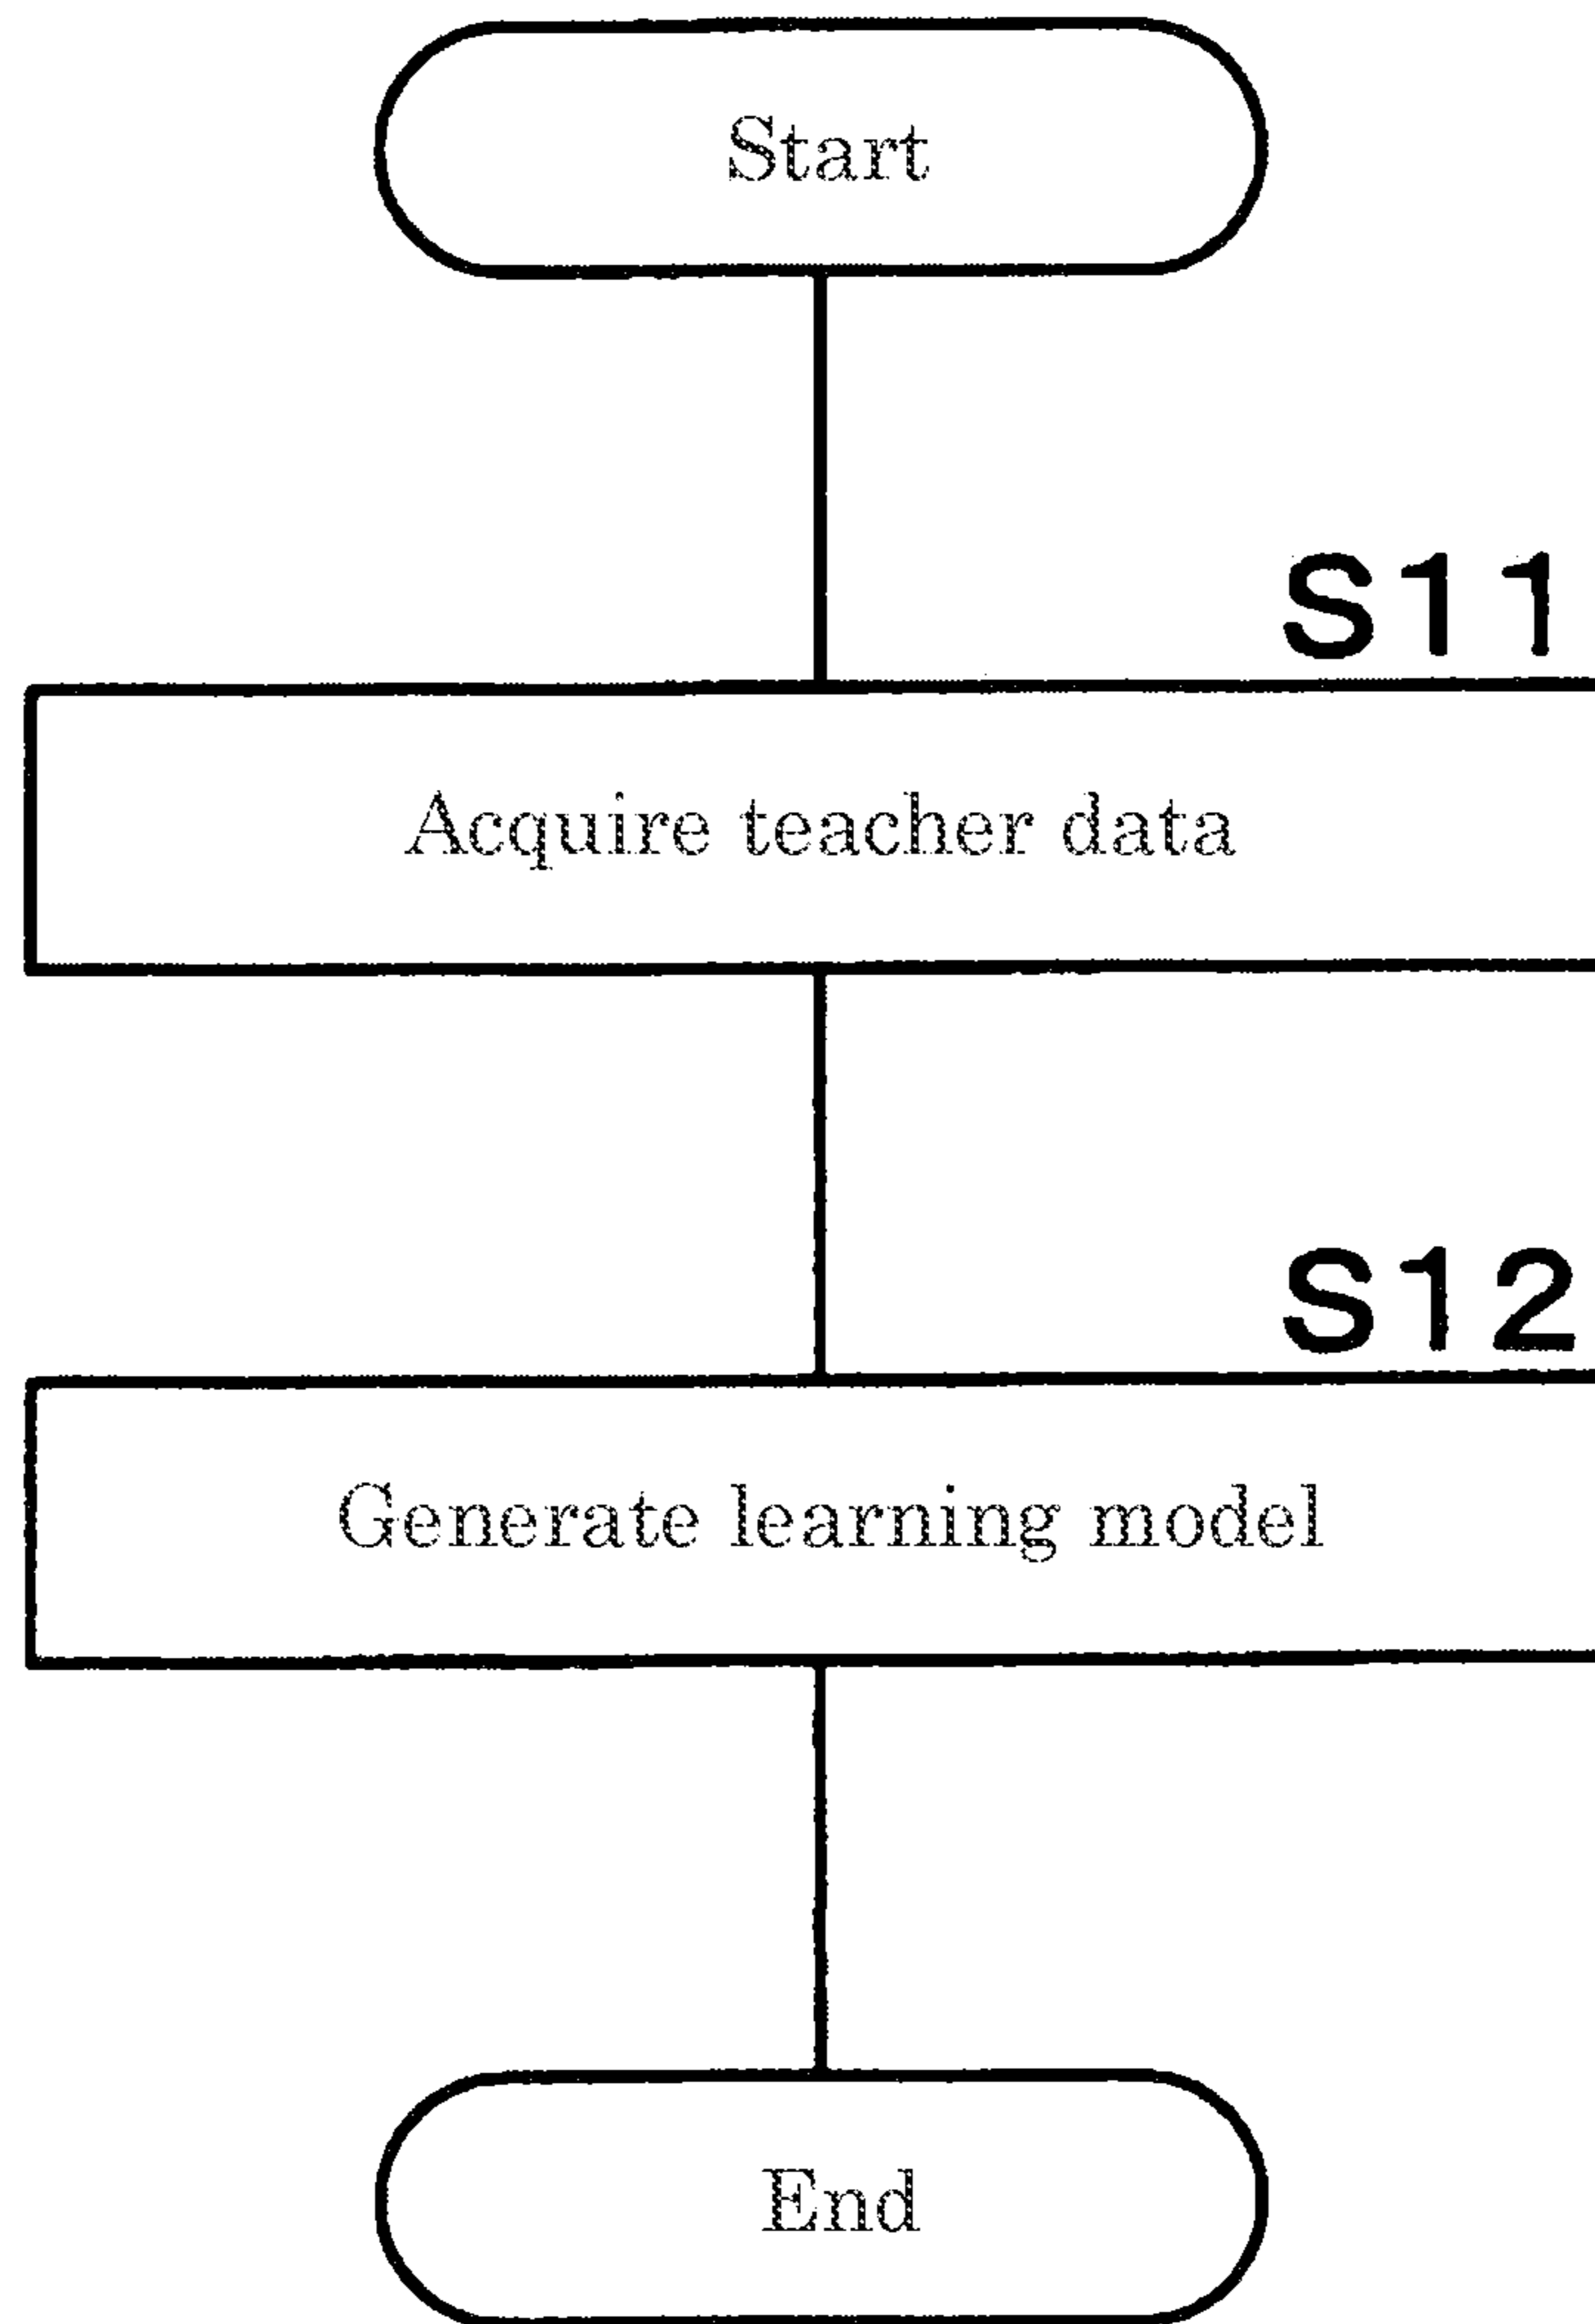 Start
S11
Acquire teacher data
S12
Generate learning model
End